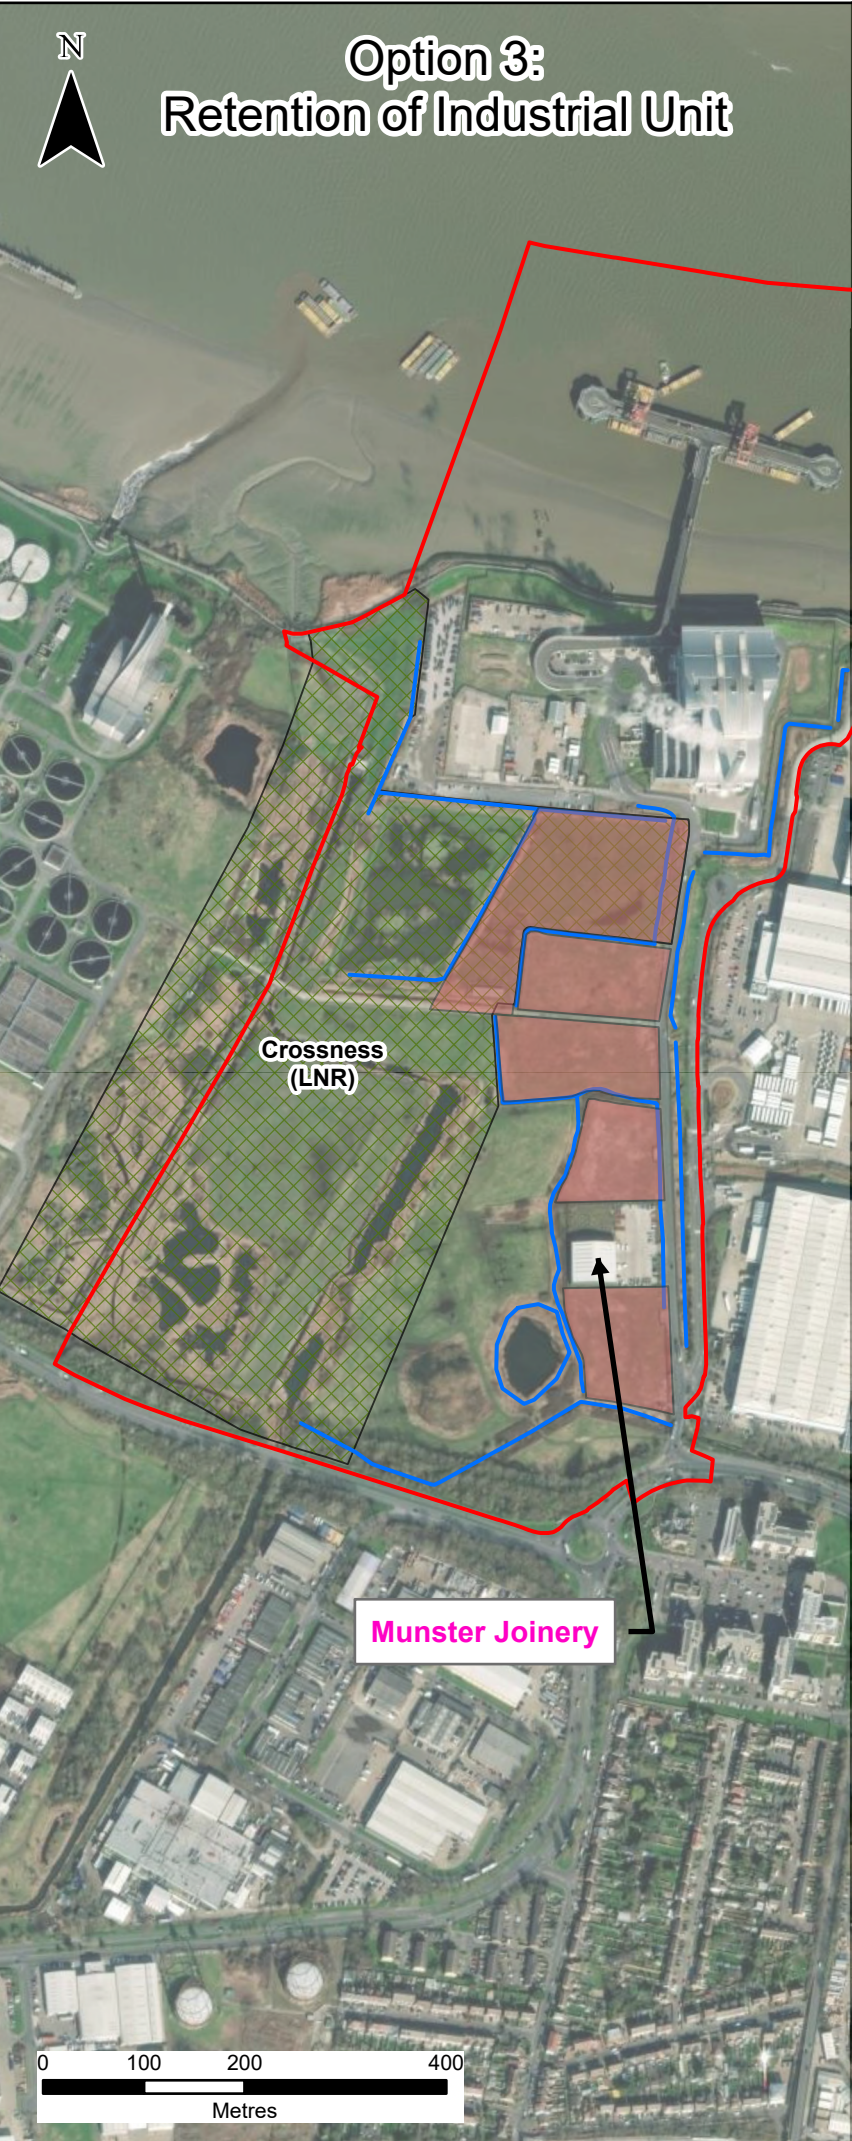 N
Option 3:
Retention of Industrial Unit
Crossness
(LNR)
Munster Joinery
0 100 200 400
Metres